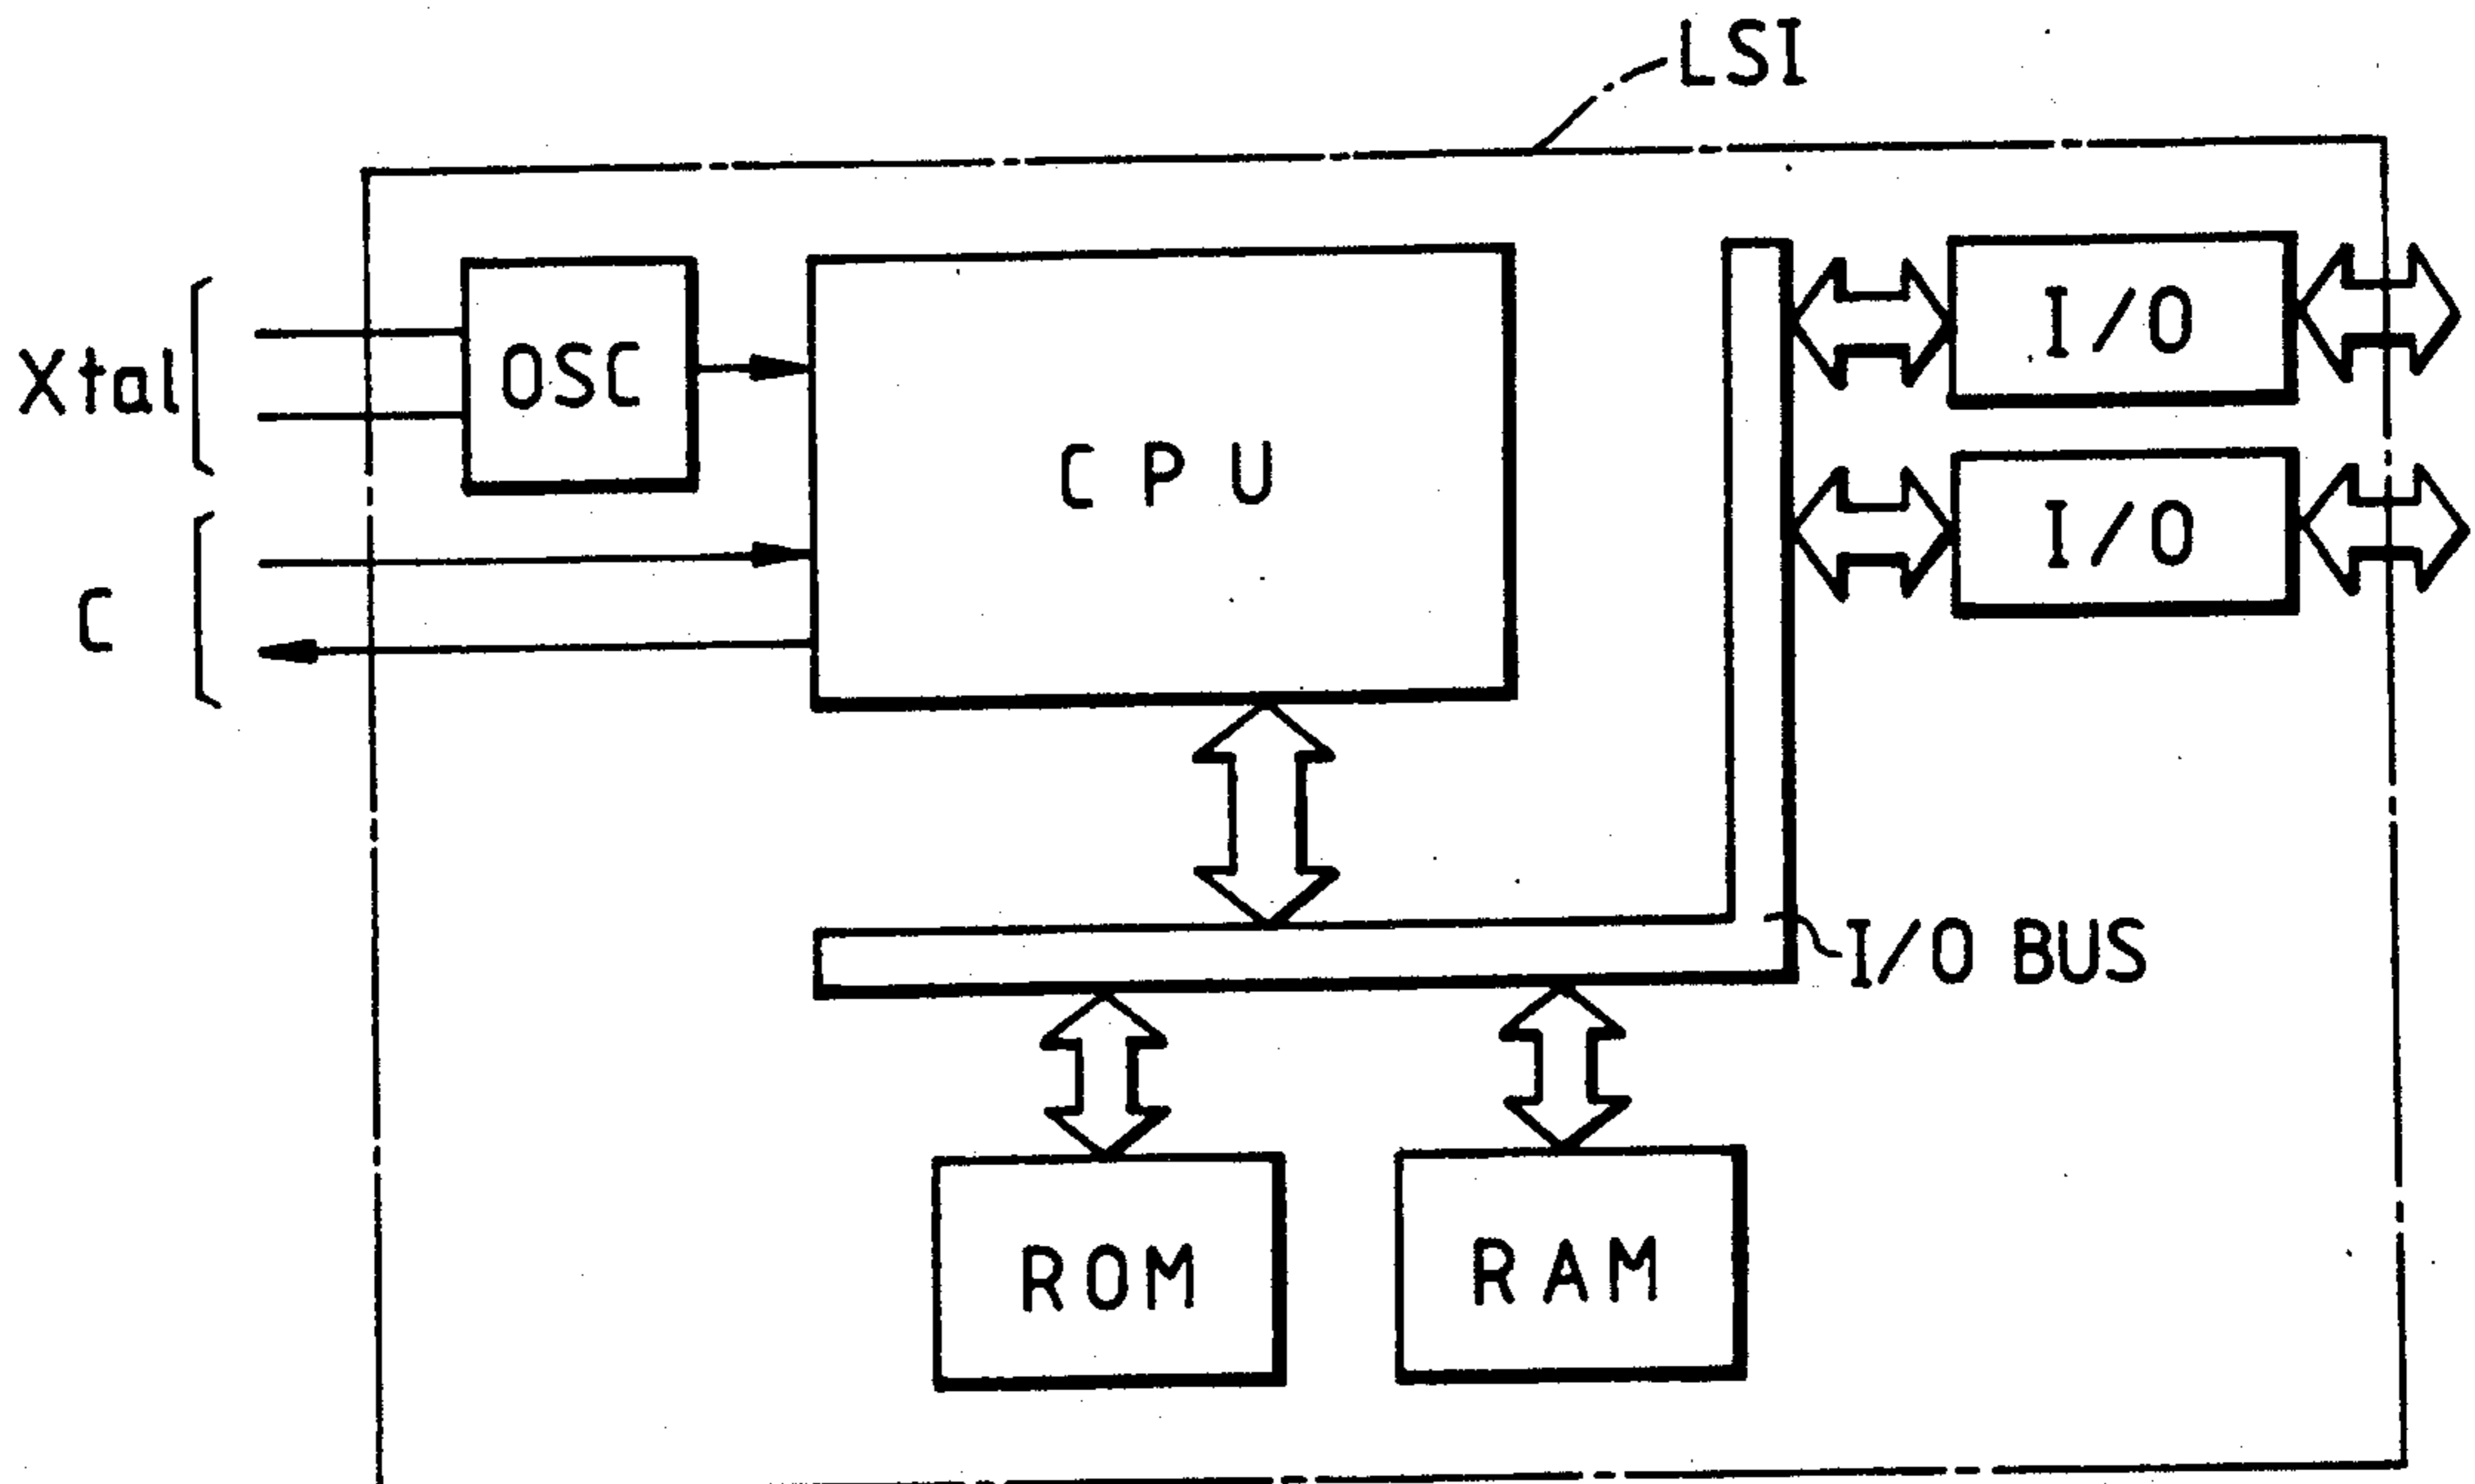 LSI
Xtal
OSC
CPU
I/O
I/O
C
I/O BUS
ROM
RAM